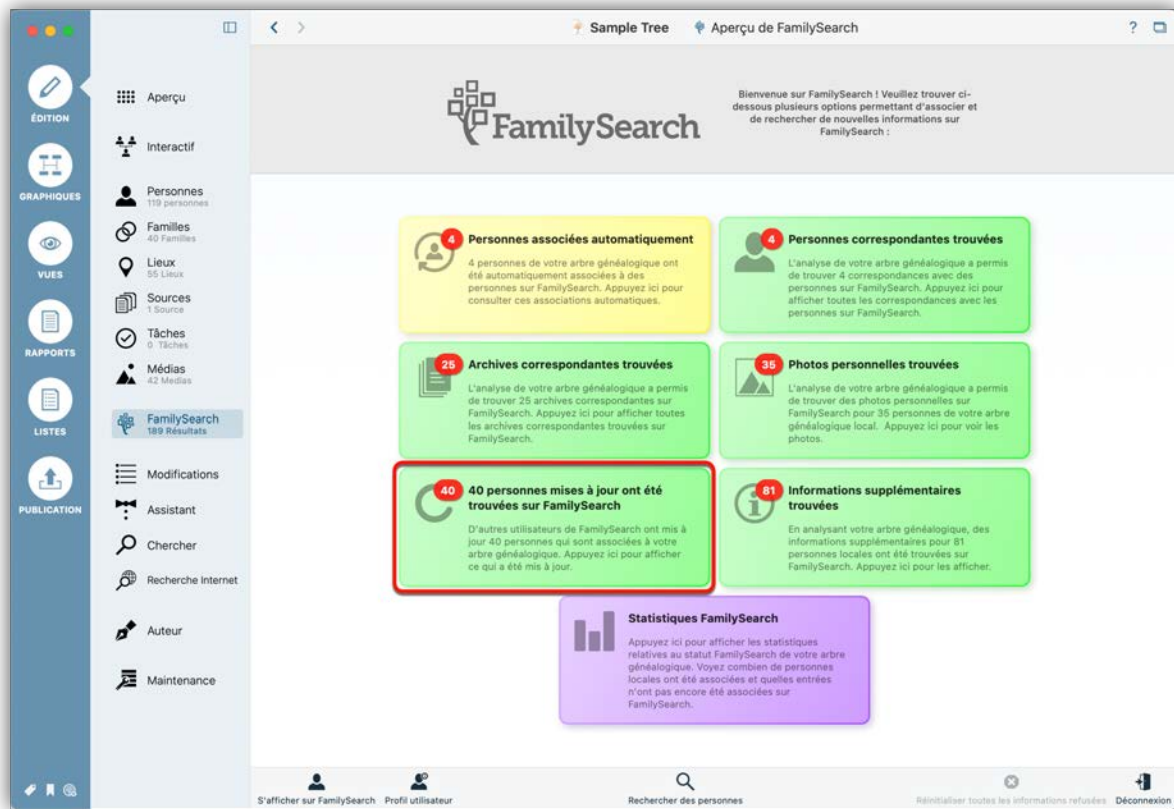 Sample Tree
Aperçu de FamilySearch
?
ÉDITION
GRAPHIQUES
VUES
RAPPORTS
LISTES
PUBLICATION
Aperçu
Interactif
Personnes
119 personnes
Familles
40 Familles
Lieux
55 Lieux
Sources
1 Source
Tâches
0 Tâches
Médias
42 Medias
FamilySearch
189 Résultats
Modifications
Assistant
Chercher
Recherche Internet
Auteur
Maintenance
FamilySearch
Bienvenue sur FamilySearch ! Veuillez trouver ci-
dessous plusieurs options permettant d'associer et
de rechercher de nouvelles informations sur
FamilySearch :
4
Personnes associées automatiquement
4 personnes de votre arbre généalogique ont
été automatiquement associées à des
personnes sur FamilySearch. Appuyez ici pour
consulter ces associations automatiques.
4
Personnes correspondantes trouvées
L'analyse de votre arbre généalogique a permis
de trouver 4 correspondances avec des
personnes sur FamilySearch. Appuyez ici pour
afficher toutes les correspondances avec les
personnes sur FamilySearch.
25
Archives correspondantes trouvées
L'analyse de votre arbre généalogique a permis
de trouver 25 archives correspondantes sur
FamilySearch. Appuyez ici pour afficher toutes
les archives correspondantes trouvées sur
FamilySearch.
35
Photos personnelles trouvées
L'analyse de votre arbre généalogique a permis
de trouver des photos personnelles sur
FamilySearch pour 35 personnes de votre arbre
généalogique local. Appuyez ici pour voir les
photos.
40
40 personnes mises à jour ont été
trouvées sur FamilySearch
D'autres utilisateurs de FamilySearch ont mis à
jour 40 personnes qui sont associées à votre
arbre généalogique. Appuyez ici pour afficher
ce qui a été mis à jour.
81
Informations supplémentaires
trouvées
En analysant votre arbre généalogique, des
informations supplémentaires pour 81
personnes locales ont été trouvées sur
FamilySearch. Appuyez ici pour les afficher.
Statistiques FamilySearch
Appuyez ici pour afficher les statistiques
relatives au statut FamilySearch de votre arbre
généalogique. Voyez combien de personnes
locales ont été associées et quelles entrées
n'ont pas encore été associées sur
FamilySearch.
S'afficher sur FamilySearch
Profil utilisateur
Rechercher des personnes
Réinitialiser toutes les informations refusées
Déconnexion